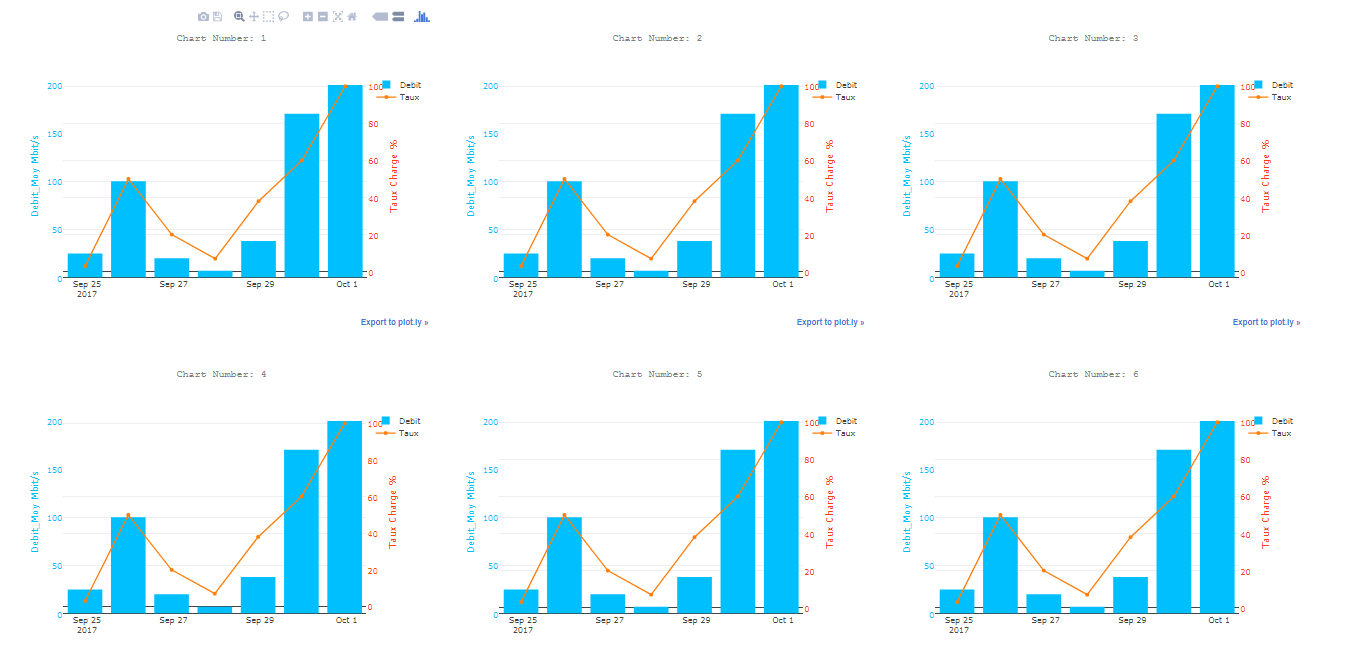 Chart Number: 1
200
150
100
50
0
Debit_Moy Mbit/s
100
80
60
40
20
0
Taux Charge %
Debit
Taux
Sep 25
2017
Sep 27
Sep 29
Oct 1
Export to plot.ly »
Chart Number: 2
200
150
100
50
0
Debit_Moy Mbit/s
100
80
60
40
20
0
Taux Charge %
Debit
Taux
Sep 25
2017
Sep 27
Sep 29
Oct 1
Export to plot.ly »
Chart Number: 3
200
150
100
50
0
Debit_Moy Mbit/s
100
80
60
40
20
0
Taux Charge %
Debit
Taux
Sep 25
2017
Sep 27
Sep 29
Oct 1
Export to plot.ly »
Chart Number: 4
200
150
100
50
0
Debit_Moy Mbit/s
100
80
60
40
20
0
Taux Charge %
Debit
Taux
Sep 25
2017
Sep 27
Sep 29
Oct 1
Chart Number: 5
200
150
100
50
0
Debit_Moy Mbit/s
100
80
60
40
20
0
Taux Charge %
Debit
Taux
Sep 25
2017
Sep 27
Sep 29
Oct 1
Chart Number: 6
200
150
100
50
0
Debit_Moy Mbit/s
100
80
60
40
20
0
Taux Charge %
Debit
Taux
Sep 25
2017
Sep 27
Sep 29
Oct 1